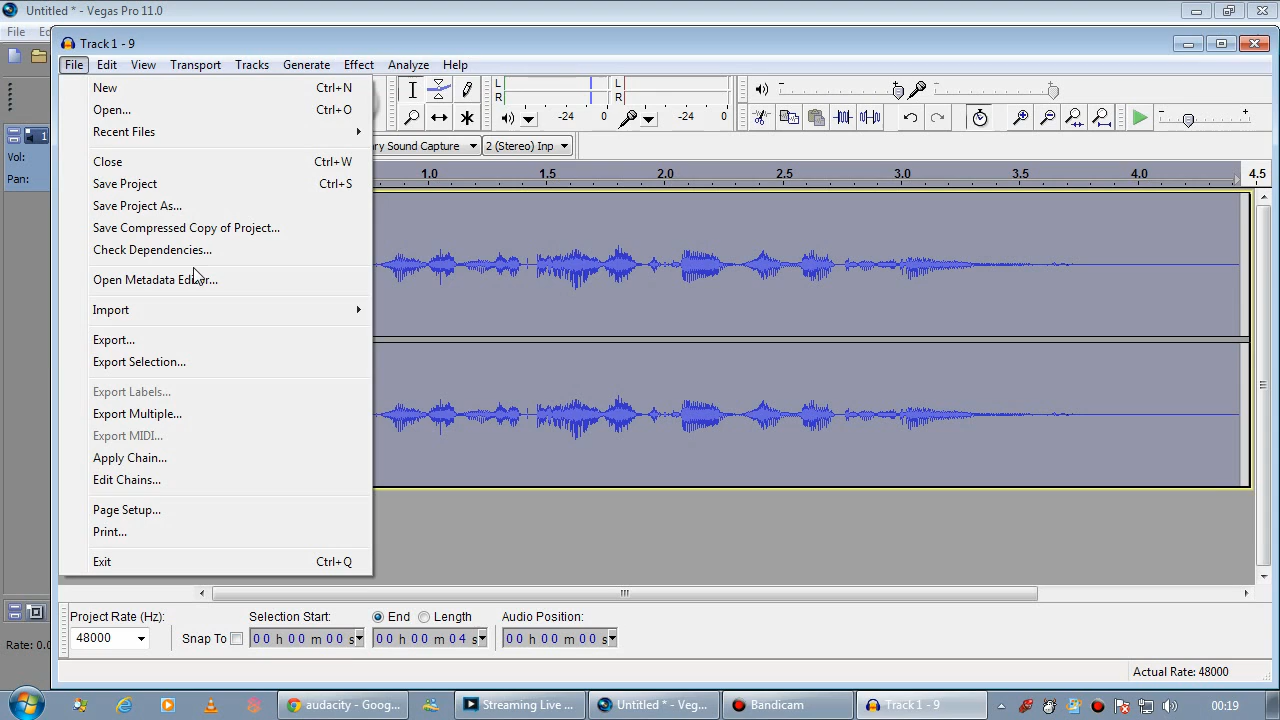 Untitled * - Vegas Pro 11.0
File
Track 1 - 9
File Edit View Transport Tracks Generate Effect Analyze Help
New Ctrl+N
Open... Ctrl+O
Recent Files
Close Ctrl+W
Save Project Ctrl+S
Save Project As...
Save Compressed Copy of Project...
Check Dependencies...
Open Metadata Editor...
Import
Export...
Export Selection...
Export Labels...
Export Multiple...
Export MIDI...
Apply Chain...
Edit Chains...
Page Setup...
Print...
Exit Ctrl+Q
L
R
-24 0
L
R
-24 0
ry Sound Capture
2 (Stereo) Inp
1.0 1.5 2.0 2.5 3.0 3.5 4.0 4.5
1
Vol:
Pan:
Rate: 0.0
Project Rate (Hz):
48000
Snap To
Selection Start:
End
Length
Audio Position:
00 h 00 m 00 s
00 h 00 m 04 s
00 h 00 m 00 s
Actual Rate: 48000
audacity - Goog...
Streaming Live ...
Untitled * - Vega...
Bandicam
Track 1 - 9
00:19